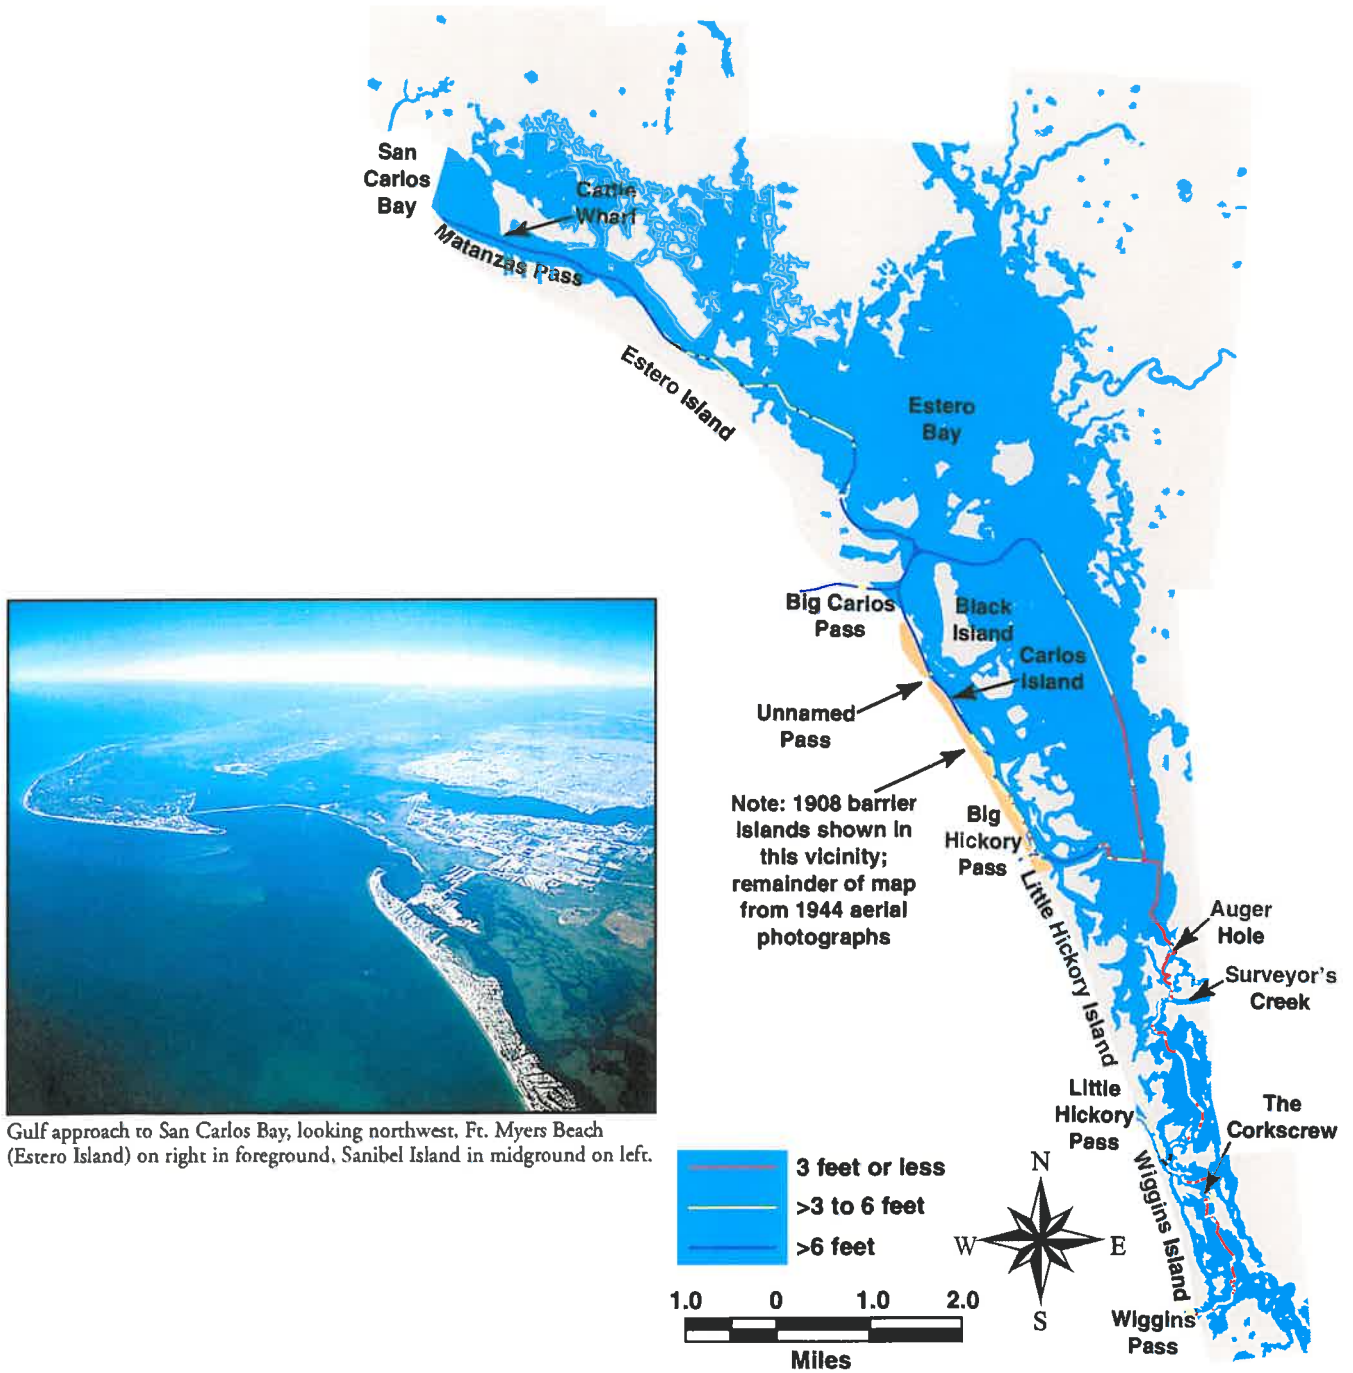 San
Carlos
Bay
Cattle
Wharf
Matanzas Pass
Estero Island
Estero
Bay
Big Carlos
Pass
Black
Island
Carlos
Island
Unnamed
Pass
Note: 1908 barrier
islands shown in
this vicinity;
remainder of map
from 1944 aerial
photographs
Big
Hickory
Pass
Little Hickory Island
Auger
Hole
Surveyor's
Creek
Little
Hickory
Pass
The
Corkscrew
Wiggins Island
Wiggins
Pass
Gulf approach to San Carlos Bay, looking northwest, Ft. Myers Beach
(Estero Island) on right in foreground, Sanibel Island in midground on left.
3 feet or less
>3 to 6 feet
>6 feet
N
W
E
S
1.0 0 1.0 2.0
Miles